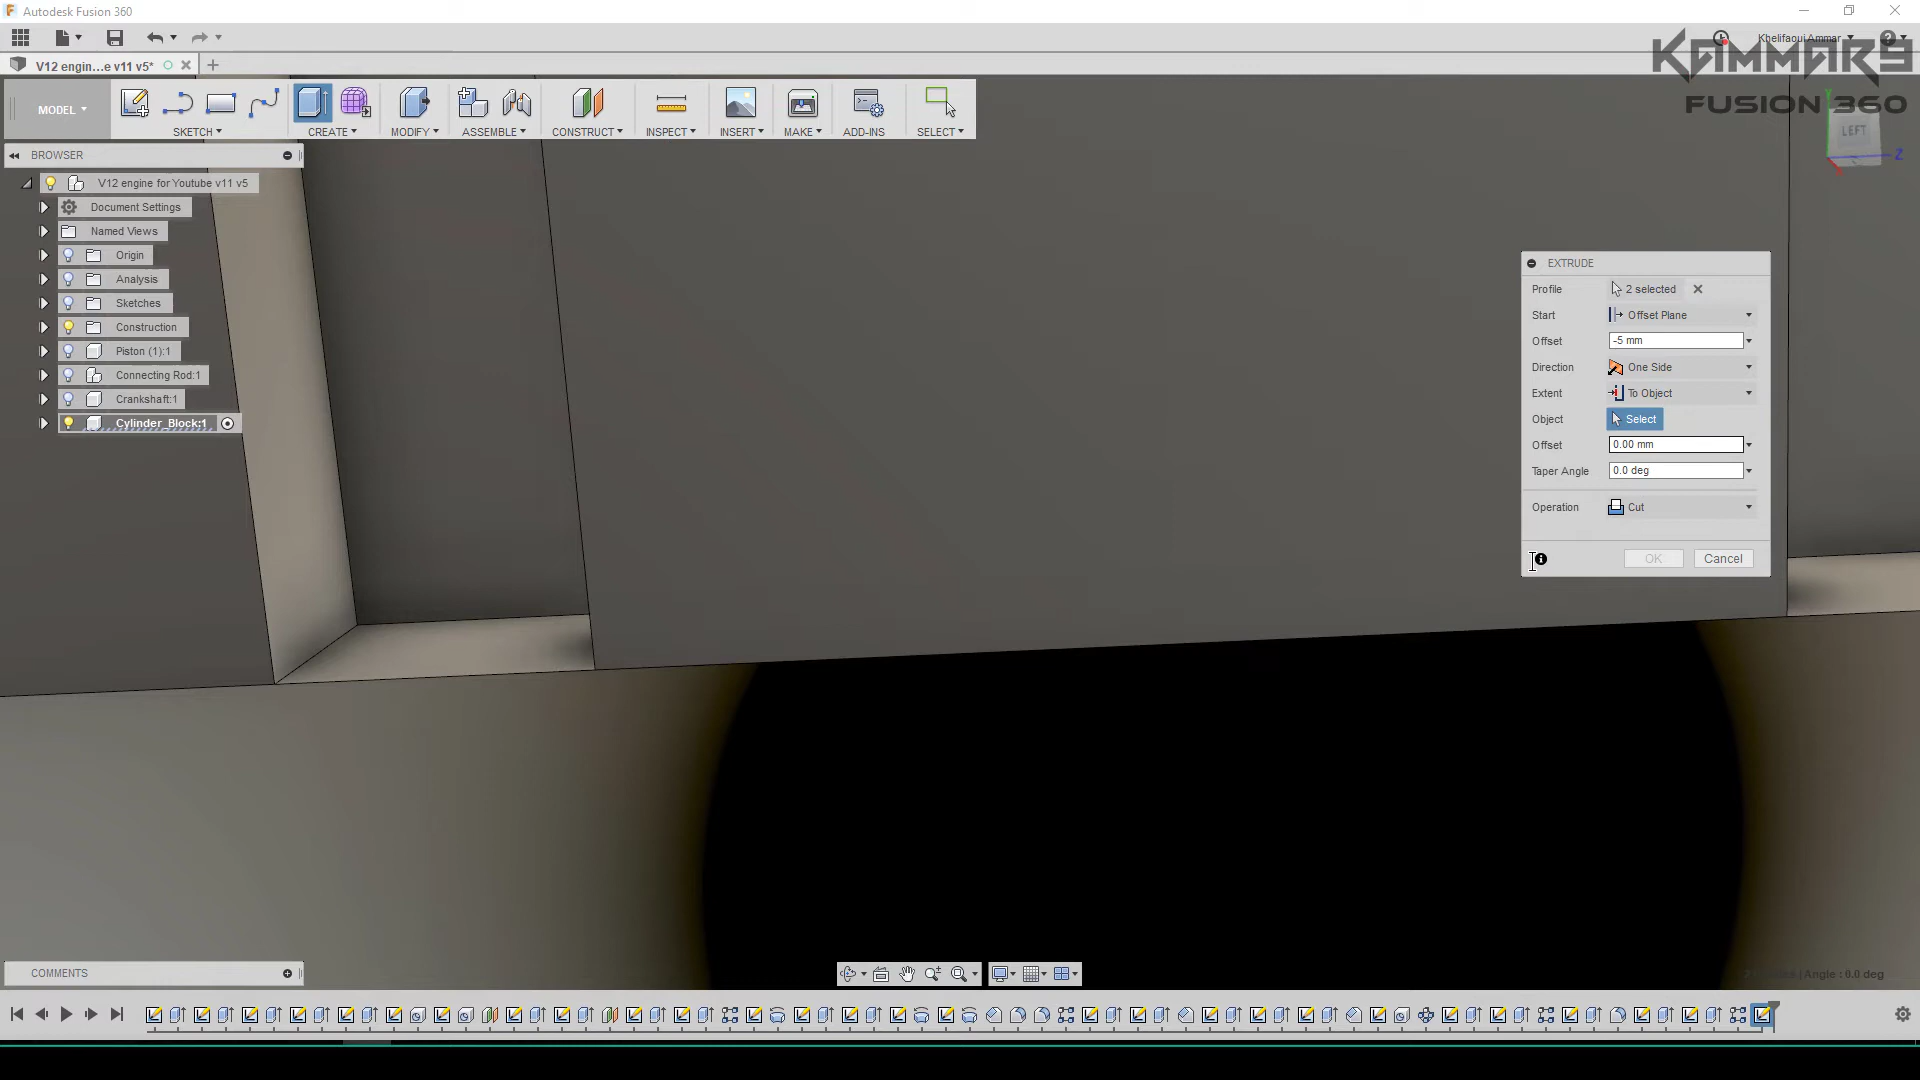 Autodesk Fusion 360
Khelifaoui Ammar
KAMMAR9
FUSION 360
V12 engin...e v11 v5*
MODEL
SKETCH
CREATE
MODIFY
ASSEMBLE
CONSTRUCT
INSPECT
INSERT
MAKE
ADD-INS
SELECT
Y
LEFT
Z
BROWSER
V12 engine for Youtube v11 v5
Document Settings
Named Views
Origin
Analysis
Sketches
Construction
Piston (1):1
Connecting Rod:1
Crankshaft:1
Cylinder_Block:1
EXTRUDE
Profile 2 selected
Start Offset Plane
Offset -5 mm
Direction One Side
Extent To Object
Object Select
Offset 0.00 mm
Taper Angle 0.0 deg
Operation Cut
OK Cancel
COMMENTS
| Angle : 0.0 deg